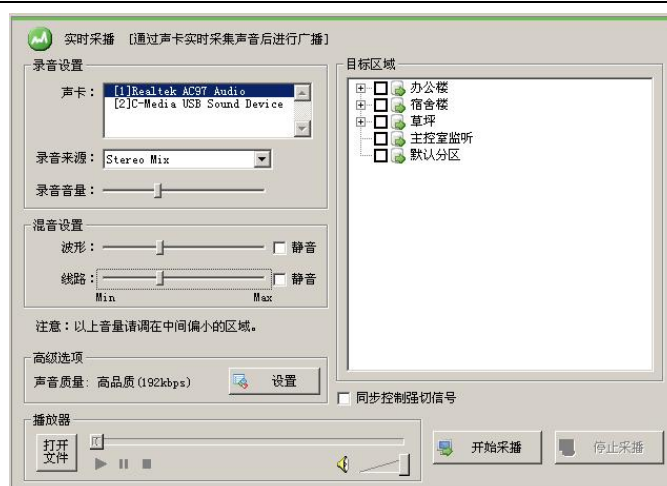 实时采播 [通过声卡实时采集声音后进行广播]
录音设置
声卡：
[1]Realtek AC97 Audio
[2]C-Media USB Sound Device
录音来源：Stereo Mix
录音音量：
混音设置
波形： 静音
线路： 静音
Min Max
注意：以上音量请调在中间偏小的区域。
高级选项
声音质量: 高品质(192kbps) 设置
播放器
打开
文件
目标区域
办公楼
宿舍楼
草坪
主控室监听
默认分区
同步控制强切信号
开始采播 停止采播